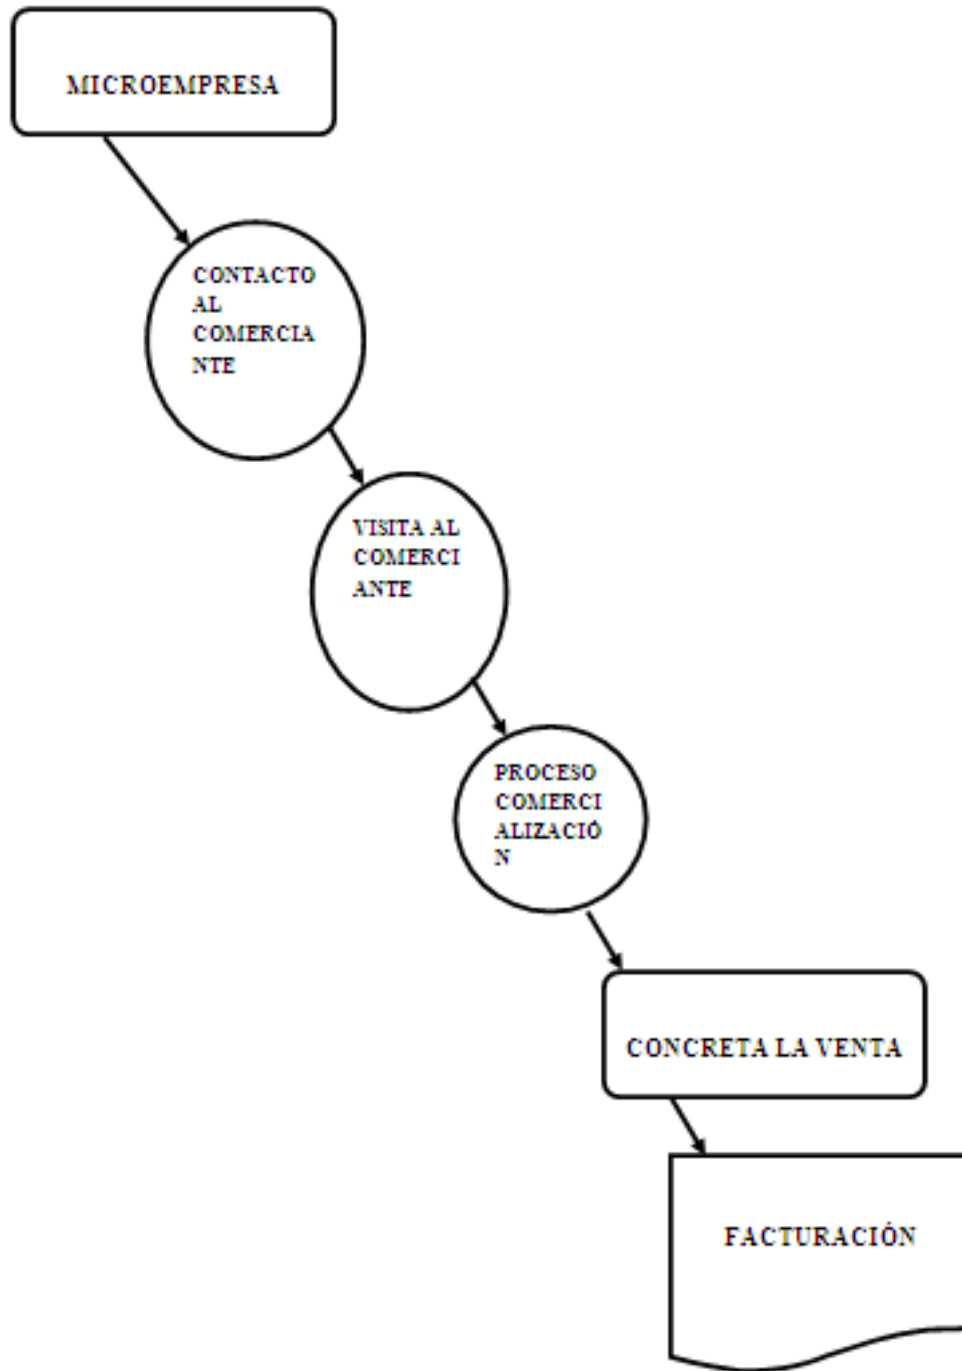 MICROEMPRESA
CONTACTO
AL
COMERCIA
NTE
VISITA AL
COMERCI
ANTE
PROCESO
COMERCI
ALIZACIÓ
N
CONCRETA LA VENTA
FACTURACIÓN